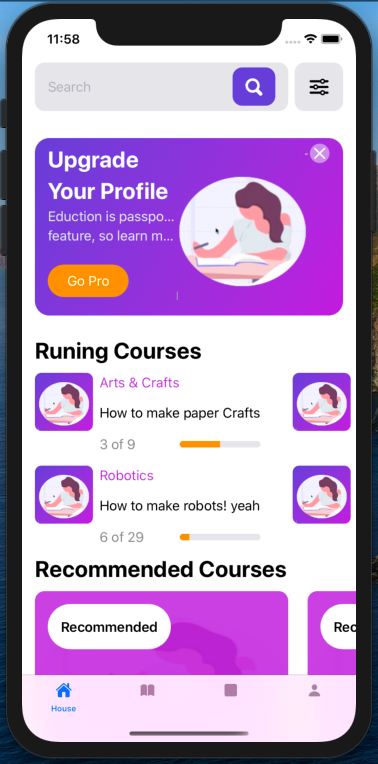 11:58
Search
Upgrade
Your Profile
Eduction is passpo...
feature, so learn m...
Go Pro
Runing Courses
Arts & Crafts
How to make paper Crafts
3 of 9
Robotics
How to make robots! yeah
6 of 29
Recommended Courses
Recommended
Rec
House